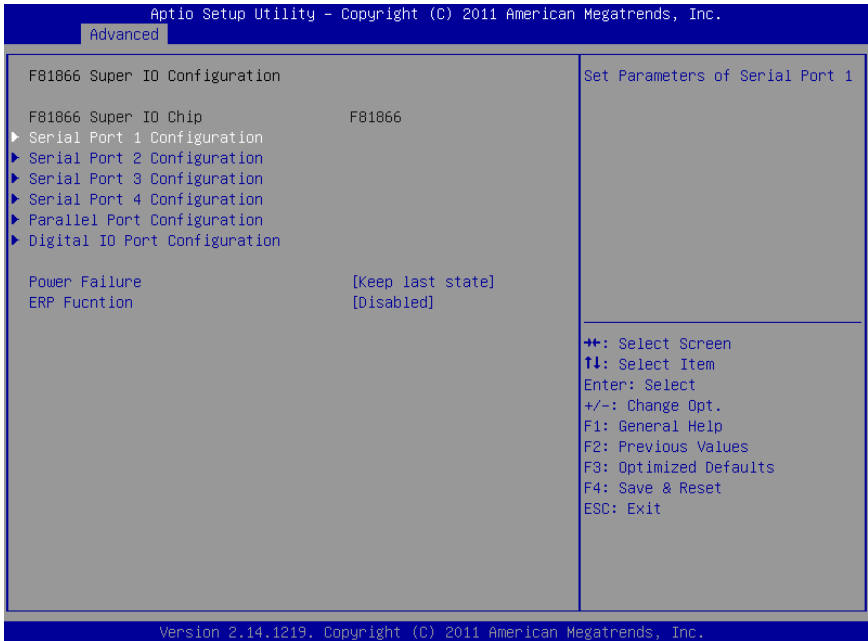 Aptio Setup Utility – Copyright (C) 2011 American Megatrends, Inc.
Advanced
F81866 Super IO Configuration
F81866 Super IO Chip F81866
Serial Port 1 Configuration
Serial Port 2 Configuration
Serial Port 3 Configuration
Serial Port 4 Configuration
Parallel Port Configuration
Digital IO Port Configuration
Power Failure [Keep last state]
ERP Fucntion [Disabled]
Set Parameters of Serial Port 1
→←: Select Screen
↑↓: Select Item
Enter: Select
+/-: Change Opt.
F1: General Help
F2: Previous Values
F3: Optimized Defaults
F4: Save & Reset
ESC: Exit
Version 2.14.1219. Copyright (C) 2011 American Megatrends, Inc.